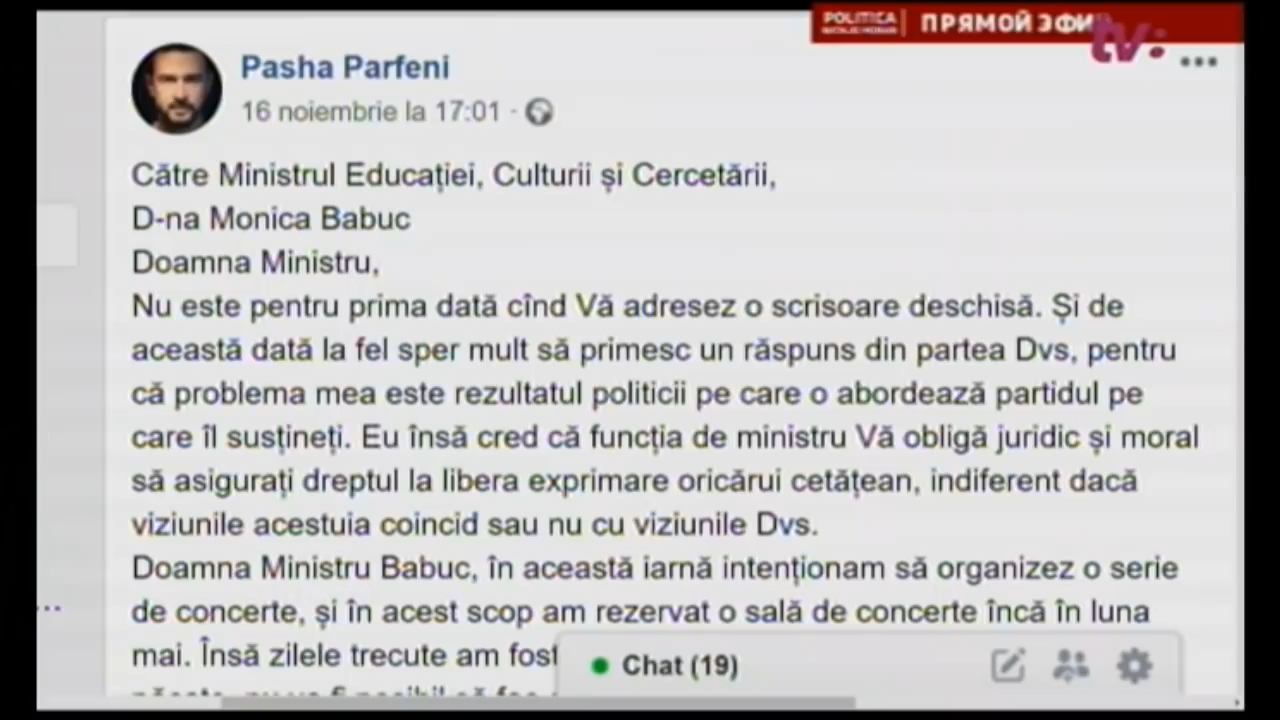 POLITICA
ПРЯМОЙ ЭФИ
tv:
Pasha Parfeni
16 noiembrie la 17:01 ·
Către Ministrul Educației, Culturii și Cercetării,
D-na Monica Babuc
Doamna Ministru,
Nu este pentru prima dată cînd Vă adresez o scrisoare deschisă. Și de
această dată la fel sper mult să primesc un răspuns din partea Dvs, pentru
că problema mea este rezultatul politicii pe care o abordează partidul pe
care îl susțineți. Eu însă cred că funcția de ministru Vă obligă juridic și moral
să asigurați dreptul la libera exprimare oricărui cetățean, indiferent dacă
viziunile acestuia coincid sau nu cu viziunile Dvs.
Doamna Ministru Babuc, în această iarnă intenționam să organizez o serie
de concerte, și în acest scop am rezervat o sală de concerte încă în luna
mai. Însă zilele trecute am fost
Chat (19)